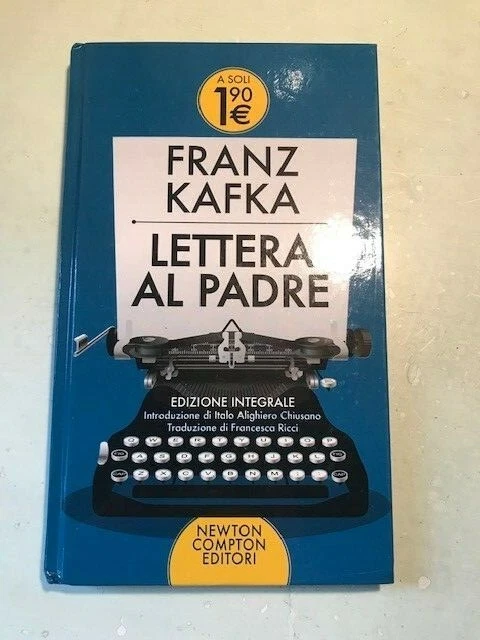 A SOLI
1,90
€
FRANZ
KAFKA
LETTERA
AL PADRE
EDIZIONE INTEGRALE
Introduzione di Italo Alighiero Chiusano
Traduzione di Francesca Ricci
Q W E R T Y U I O P
A S D F G H J K L
Z X C V B N M
NEWTON
COMPTON
EDITORI